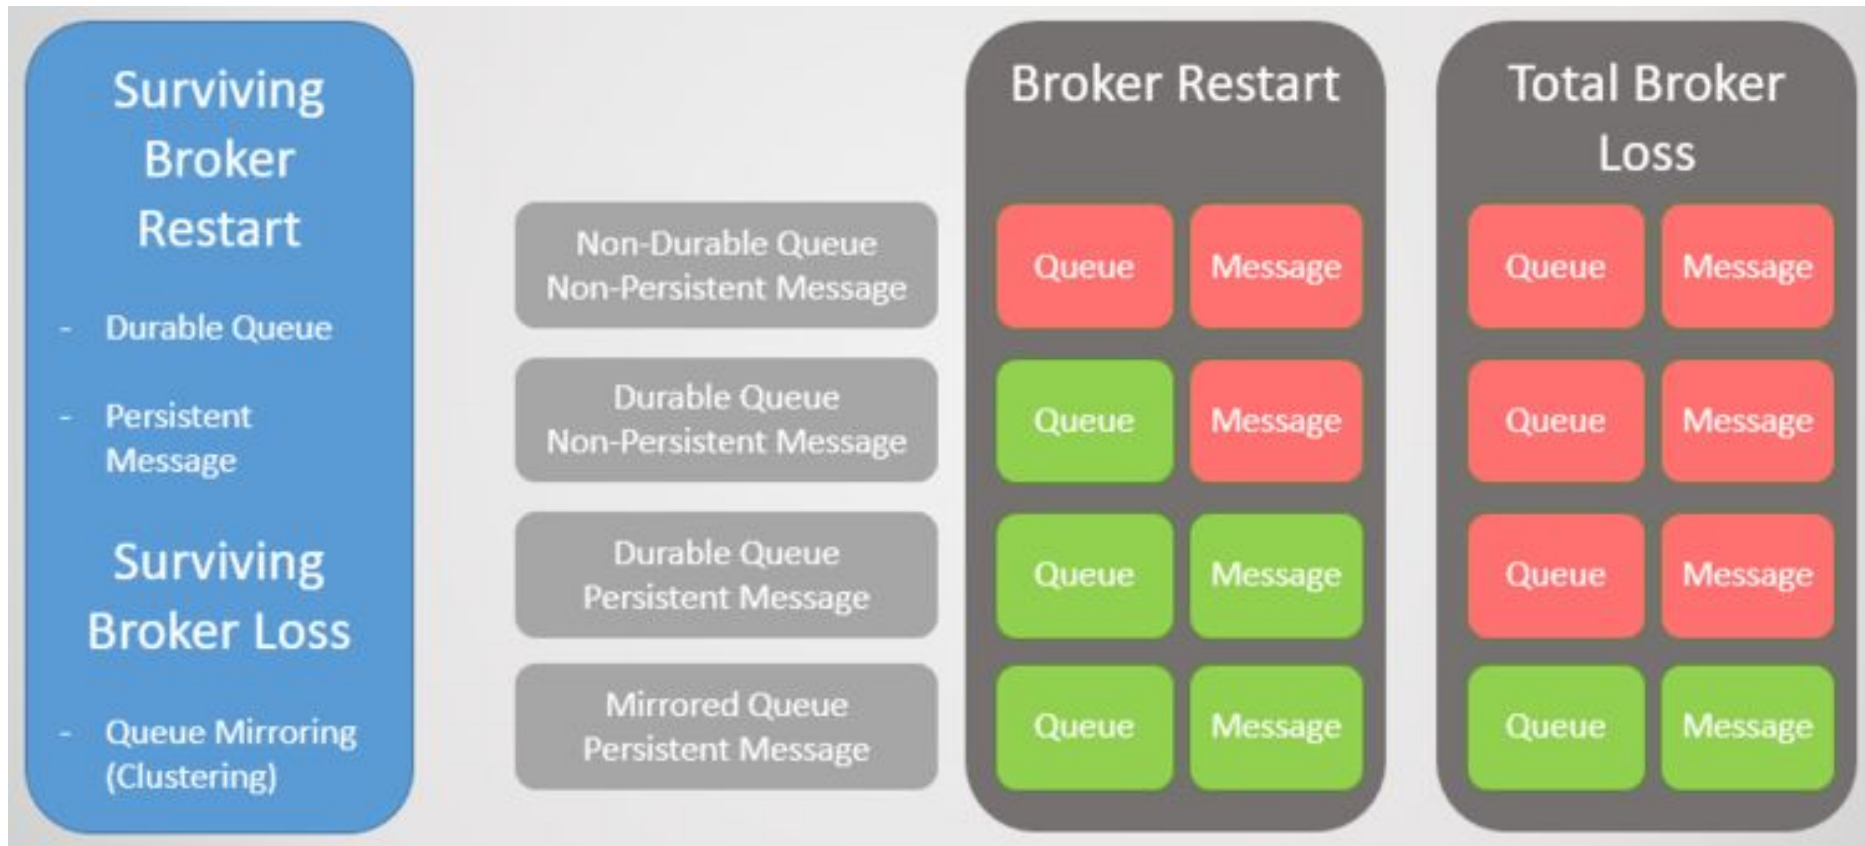 Surviving
Broker
Restart
- Durable Queue
- Persistent
Message
Surviving
Broker Loss
- Queue Mirroring
(Clustering)
Broker Restart
Total Broker
Loss
Non-Durable Queue
Non-Persistent Message
Queue Message Queue Message
Durable Queue
Non-Persistent Message
Queue Message Queue Message
Durable Queue
Persistent Message
Queue Message Queue Message
Mirrored Queue
Persistent Message
Queue Message Queue Message